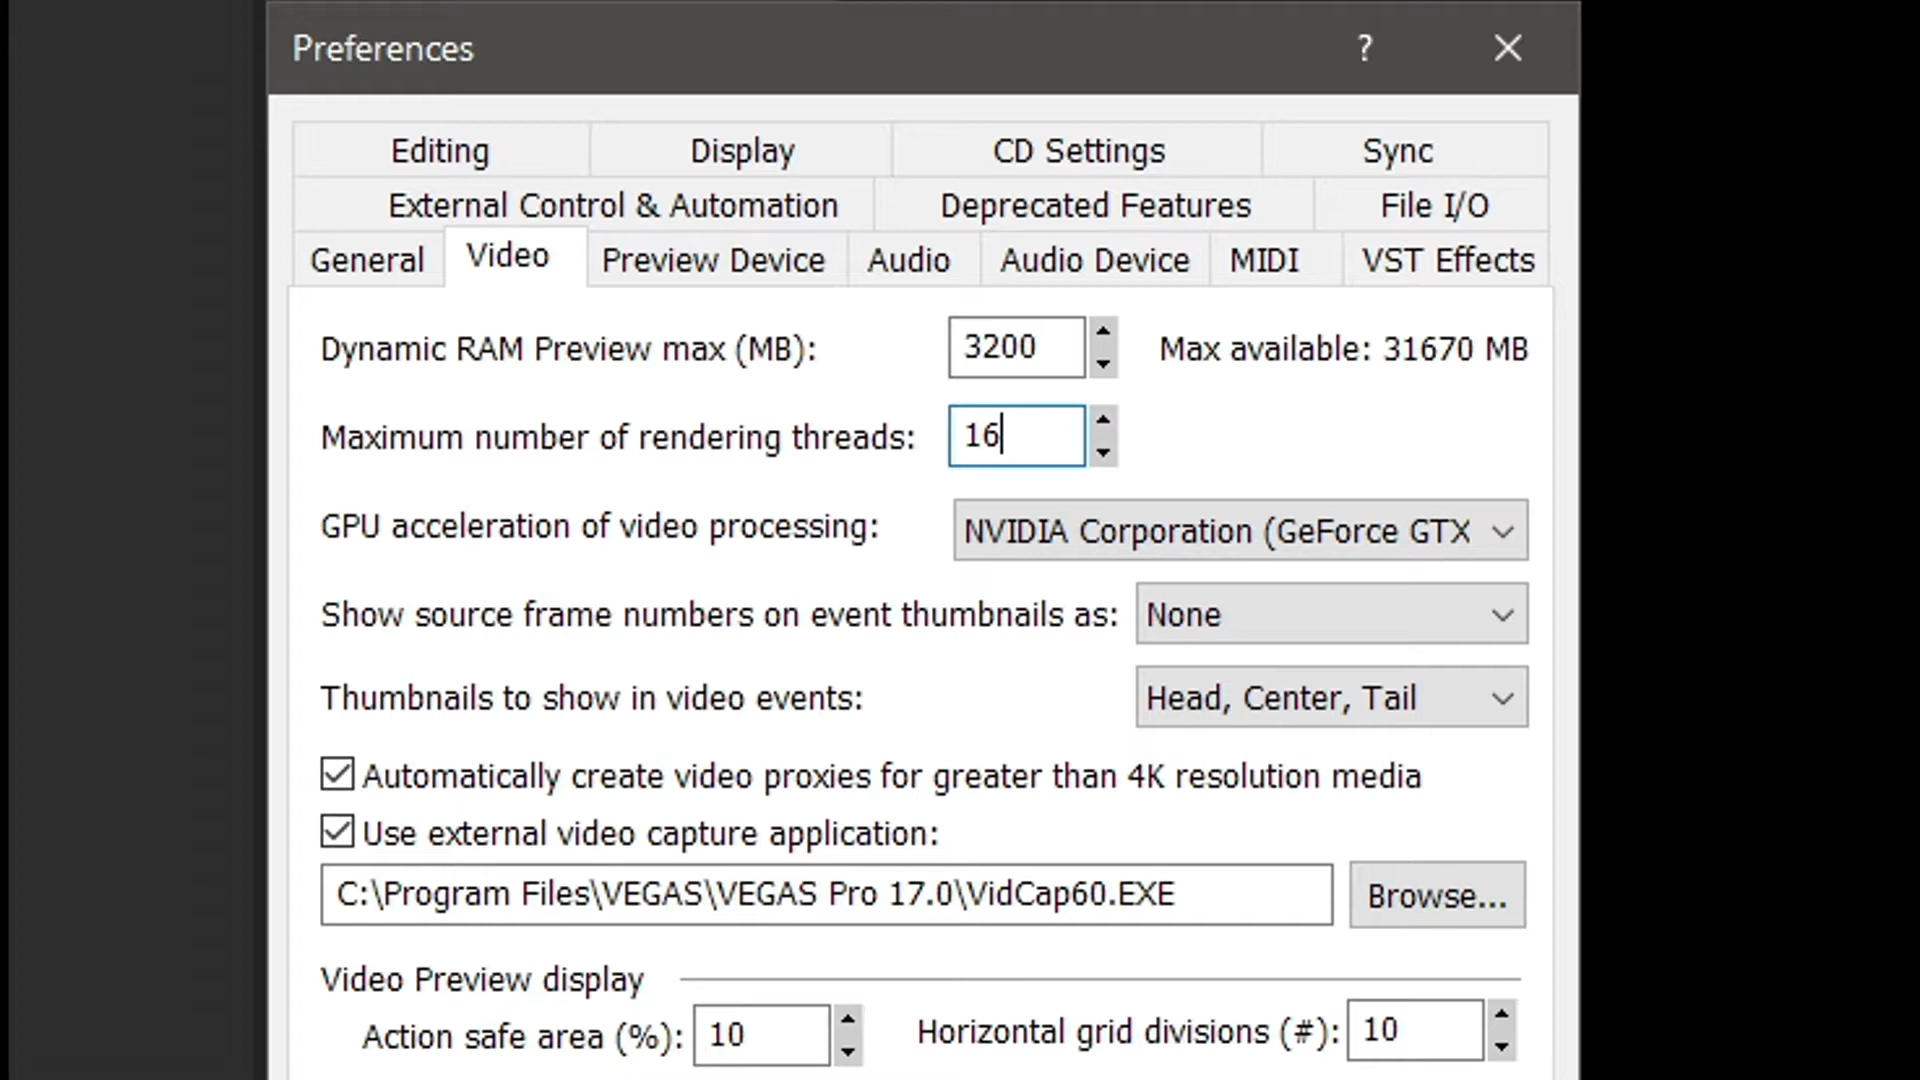 Preferences ?
Editing Display CD Settings Sync
External Control & Automation Deprecated Features File I/O
General Video Preview Device Audio Audio Device MIDI VST Effects
Dynamic RAM Preview max (MB): 3200 Max available: 31670 MB
Maximum number of rendering threads: 16
GPU acceleration of video processing: NVIDIA Corporation (GeForce GTX
Show source frame numbers on event thumbnails as: None
Thumbnails to show in video events: Head, Center, Tail
Automatically create video proxies for greater than 4K resolution media
Use external video capture application:
C:\Program Files\VEGAS\VEGAS Pro 17.0\VidCap60.EXE Browse...
Video Preview display
Action safe area (%): 10 Horizontal grid divisions (#): 10